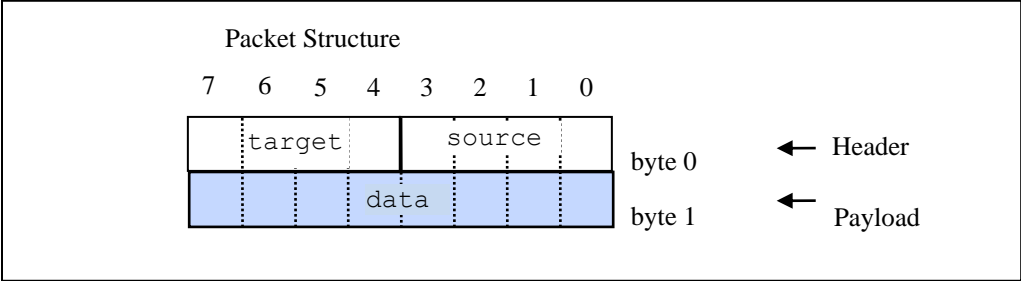 Packet Structure
7 6 5 4 3 2 1 0
target source
byte 0
Header
data
byte 1
Payload